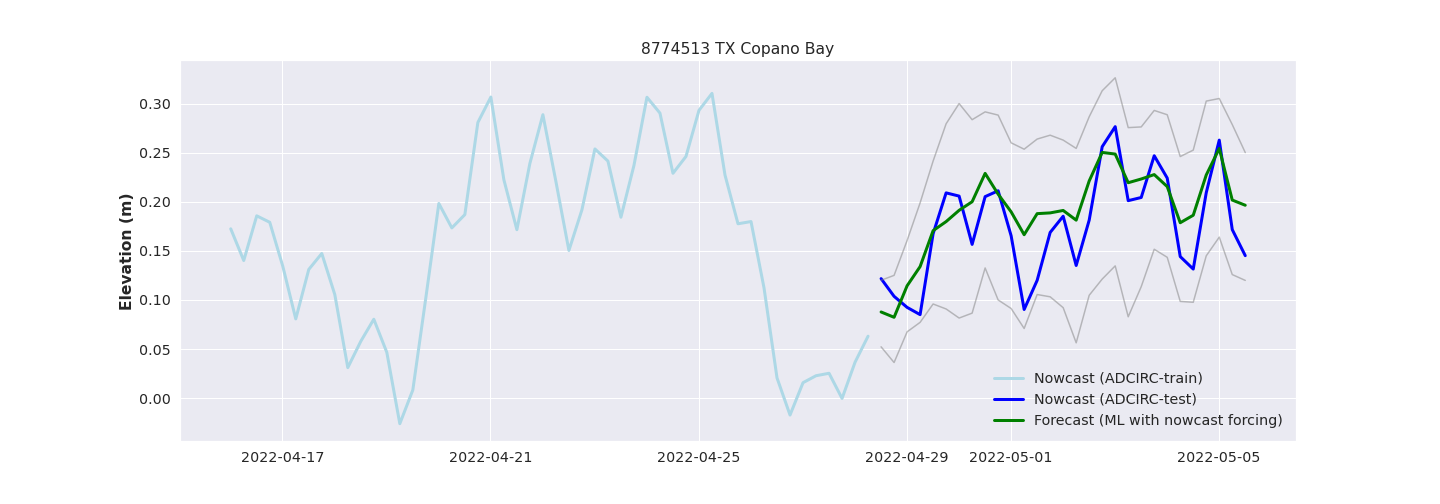 8774513 TX Copano Bay
Elevation (m)
0.30
0.25
0.20
0.15
0.10
0.05
0.00
Nowcast (ADCIRC-train)
Nowcast (ADCIRC-test)
Forecast (ML with nowcast forcing)
2022-04-17 2022-04-21 2022-04-25 2022-04-29 2022-05-01 2022-05-05